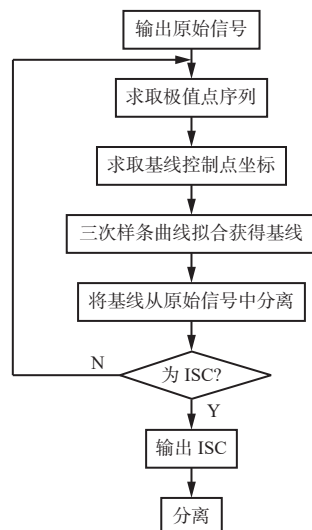 输出原始信号
求取极值点序列
求取基线控制点坐标
三次样条曲线拟合获得基线
将基线从原始信号中分离
N
为 ISC?
Y
输出 ISC
分离